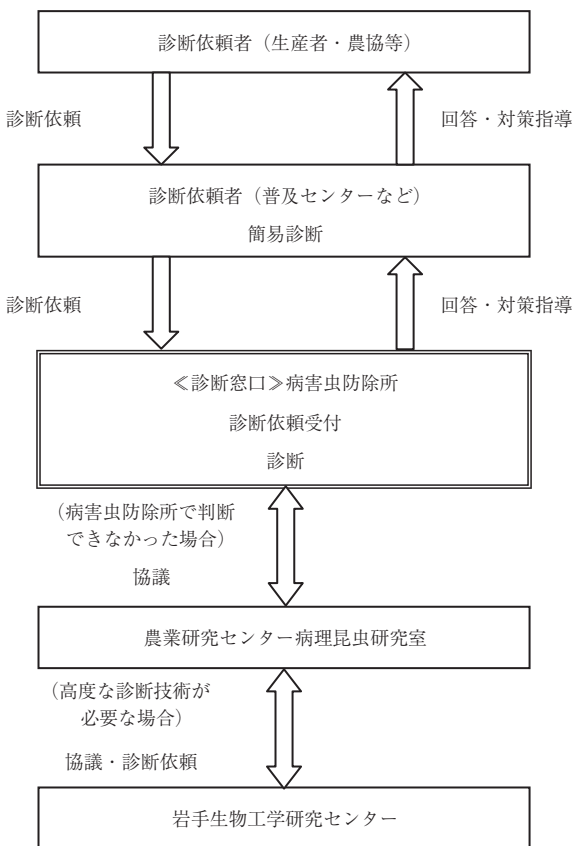 診断依頼者（生産者・農協等）
診断依頼
回答・対策指導
診断依頼者（普及センターなど）
簡易診断
診断依頼
回答・対策指導
≪診断窓口≫病害虫防除所
診断依頼受付
診断
（病害虫防除所で判断
できなかった場合）
協議
農業研究センター病理昆虫研究室
（高度な診断技術が
必要な場合）
協議・診断依頼
岩手生物工学研究センター